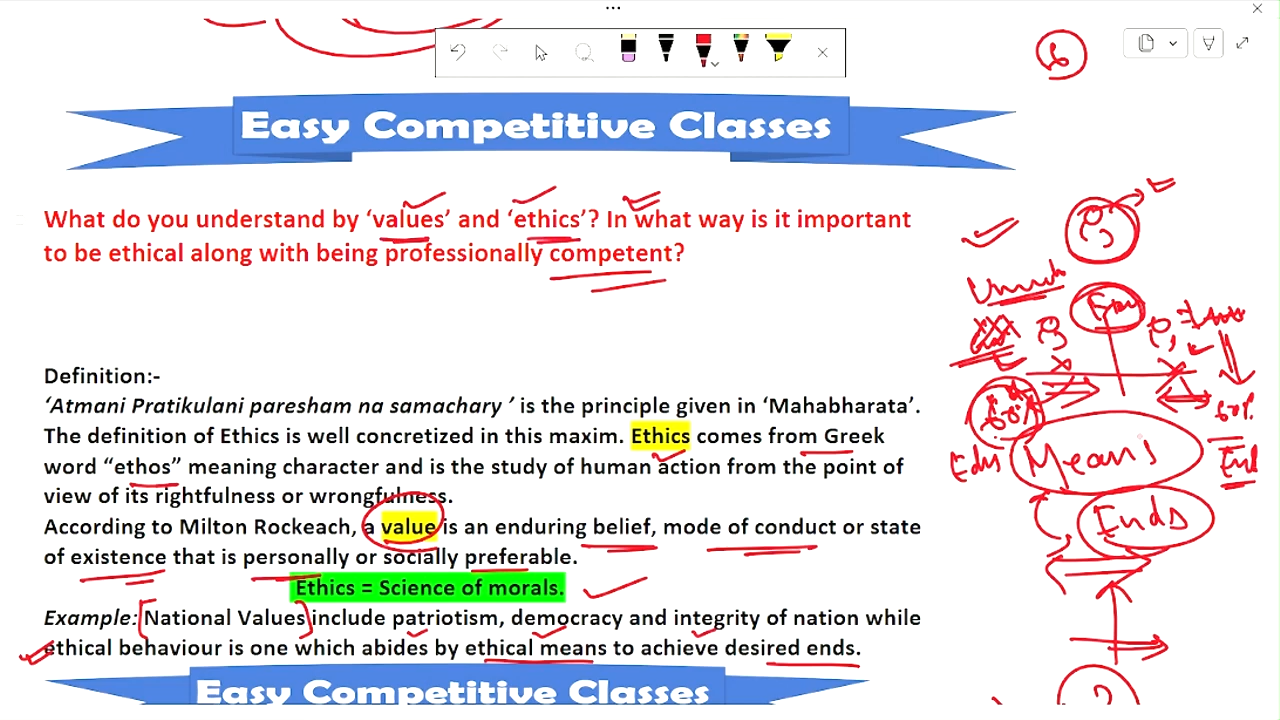 Easy Competitive Classes
What do you understand by ‘values’ and ‘ethics’? In what way is it important
to be ethical along with being professionally competent?
Definition:-
‘Atmani Pratikulani paresham na samachary ’ is the principle given in ‘Mahabharata’.
The definition of Ethics is well concretized in this maxim. Ethics comes from Greek
word “ethos” meaning character and is the study of human action from the point of
view of its rightfulness or wrongfulness.
According to Milton Rockeach, a value is an enduring belief, mode of conduct or state
of existence that is personally or socially preferable.
Ethics = Science of morals.
Example: National Values include patriotism, democracy and integrity of nation while
ethical behaviour is one which abides by ethical means to achieve desired ends.
Easy Competitive Classes
Means
Ends
End